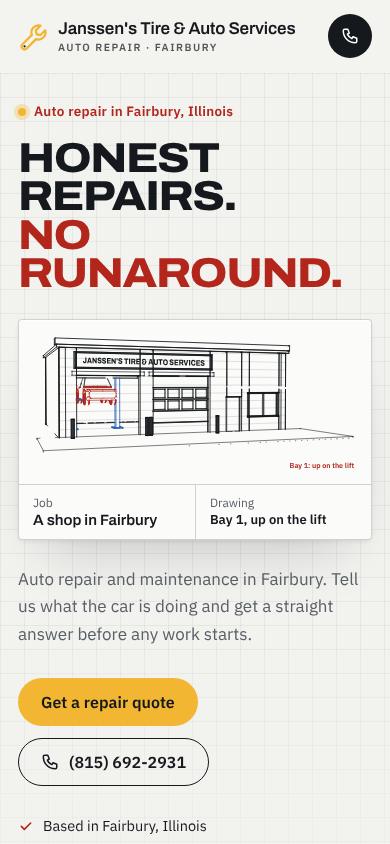 Janssen's Tire & Auto Services
AUTO REPAIR · FAIRBURY
Auto repair in Fairbury, Illinois
HONEST
REPAIRS.
NO
RUNAROUND.
JANSSEN'S TIRE & AUTO SERVICES
Bay 1: up on the lift
Job
A shop in Fairbury
Drawing
Bay 1, up on the lift
Auto repair and maintenance in Fairbury. Tell
us what the car is doing and get a straight
answer before any work starts.
Get a repair quote
(815) 692-2931
Based in Fairbury, Illinois